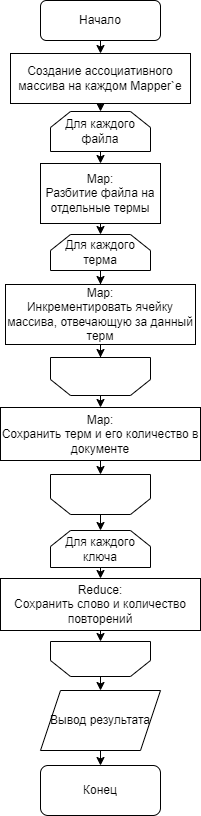 Начало
Создание ассоциативного
массива на каждом Mapper`е
Для каждого
файла
Map:
Разбитие файла на
отдельные термы
Для каждого
терма
Map:
Инкрементировать ячейку
массива, отвечающую за данный
терм
Map:
Сохранить терм и его количество в
документе
Для каждого
ключа
Reduce:
Сохранить слово и количество
повторений
Вывод результата
Конец